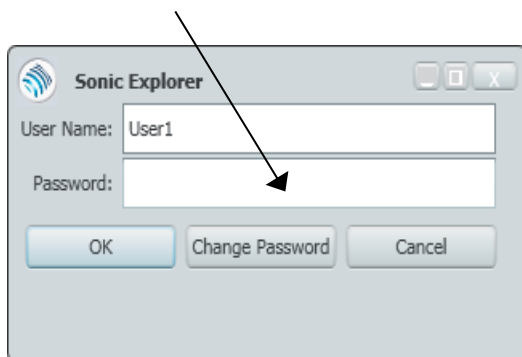 Sonic Explorer
User Name: User1
Password:
OK Change Password Cancel